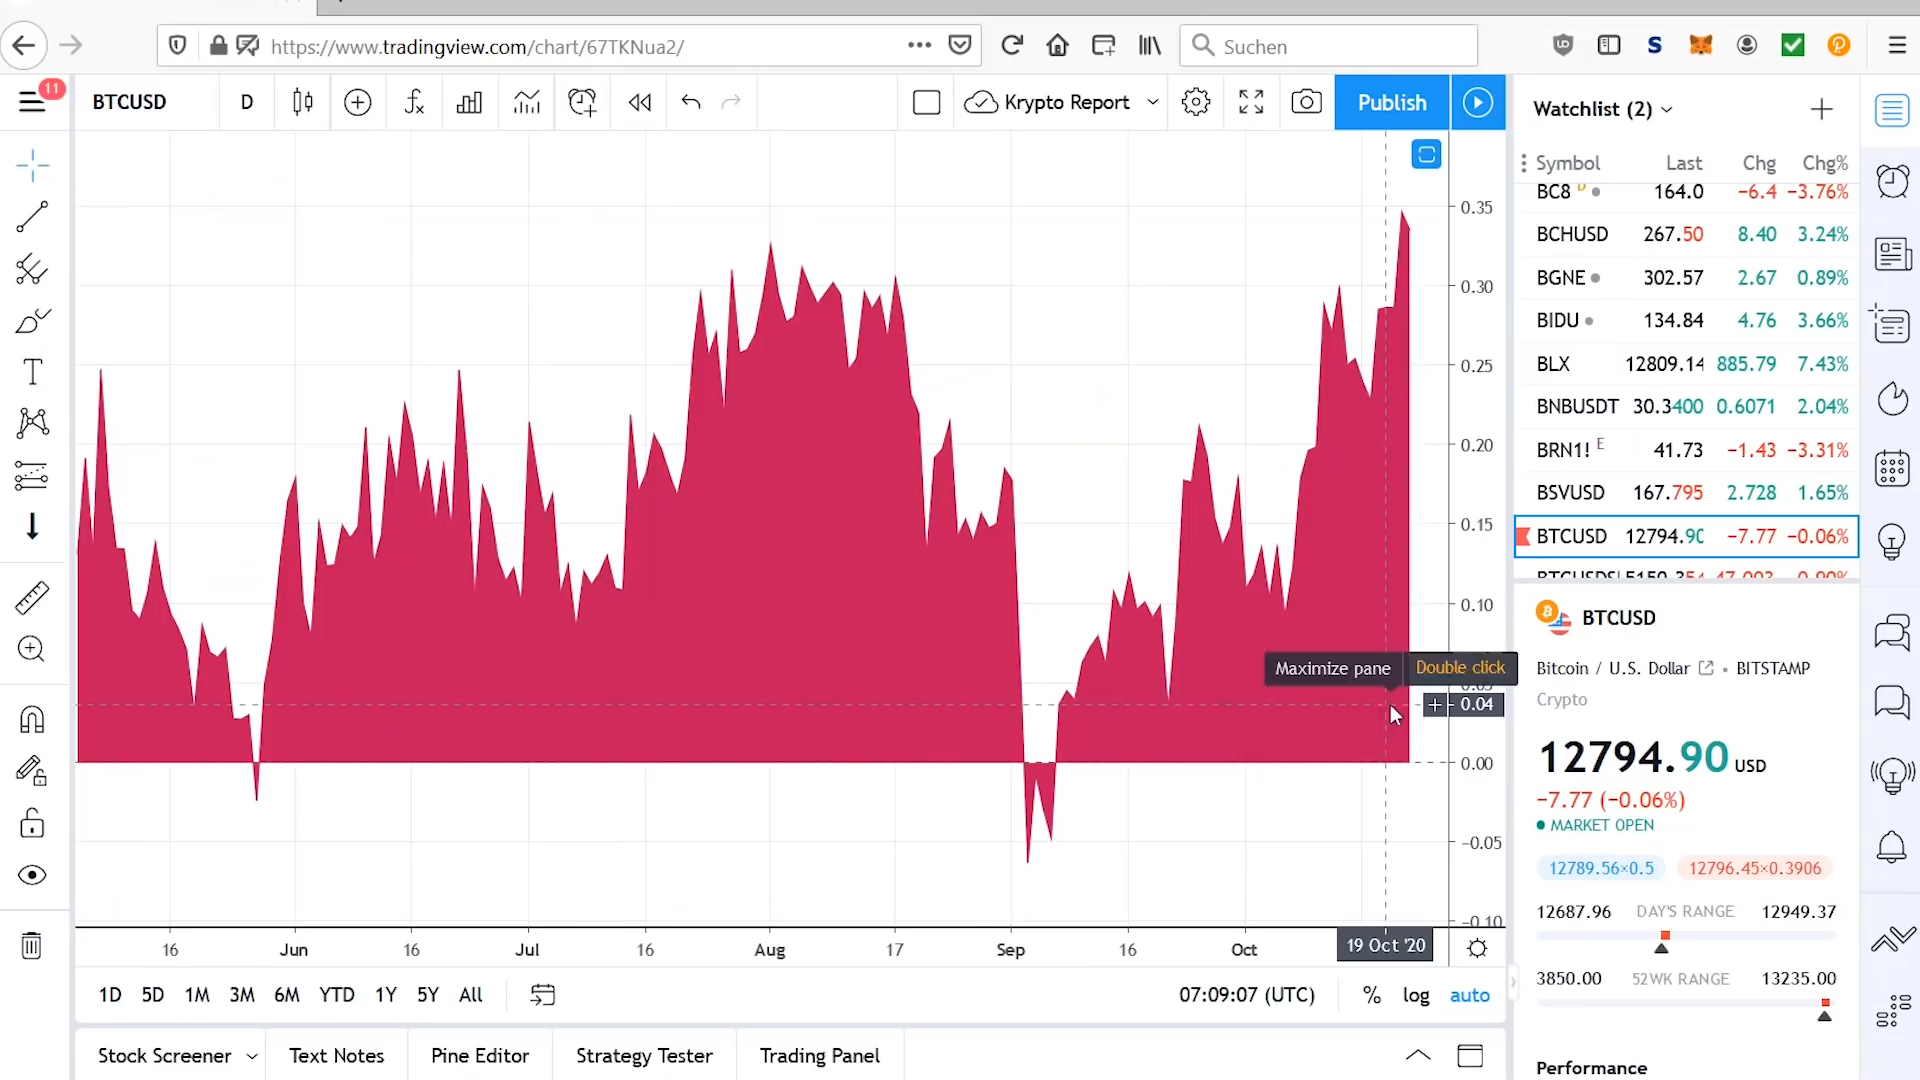 https://www.tradingview.com/chart/67TKNua2/
Suchen
11
BTCUSD
D
Krypto Report
Publish
Watchlist (2)
Symbol Last Chg Chg%
BC8 D 164.0 −6.4 −3.76%
BCHUSD 267.50 8.40 3.24%
BGNE 302.57 2.67 0.89%
BIDU 134.84 4.76 3.66%
BLX 12809.14 885.79 7.43%
BNBUSDT 30.3400 0.6071 2.04%
BRN1! E 41.73 −1.43 −3.31%
BSVUSD 167.795 2.728 1.65%
BTCUSD 12794.90 −7.77 −0.06%
0.35
0.30
0.25
0.20
0.15
0.10
0.05
0.04
0.00
−0.05
−0.10
Maximize pane Double click
16 Jun 16 Jul 16 Aug 17 Sep 16 Oct 19 Oct '20
1D 5D 1M 3M 6M YTD 1Y 5Y All
07:09:07 (UTC) % log auto
Stock Screener Text Notes Pine Editor Strategy Tester Trading Panel
BTCUSD
Bitcoin / U.S. Dollar • BITSTAMP
Crypto
12794.90 USD
−7.77 (−0.06%)
MARKET OPEN
12789.56×0.5 12796.45×0.3906
12687.96 DAY'S RANGE 12949.37
3850.00 52WK RANGE 13235.00
Performance